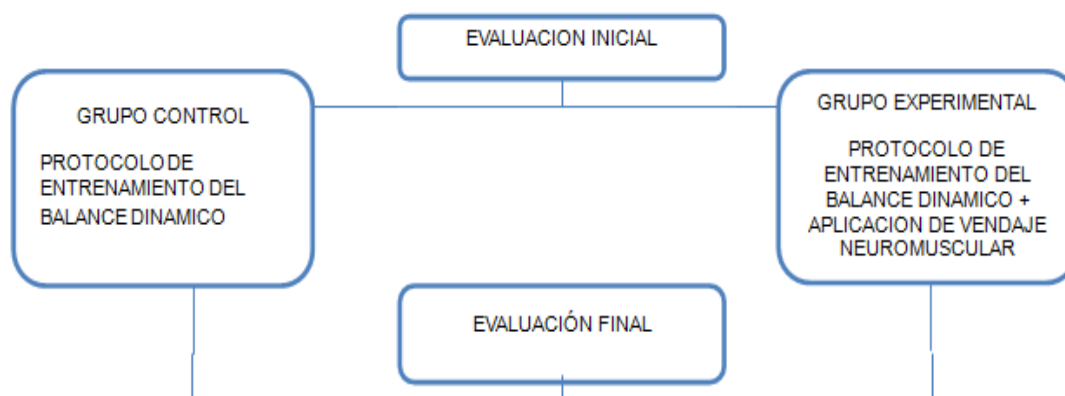 EVALUACION INICIAL
GRUPO CONTROL
PROTOCOLO DE
ENTRENAMIENTO DEL
BALANCE DINAMICO
GRUPO EXPERIMENTAL
PROTOCOLO DE
ENTRENAMIENTO DEL
BALANCE DINAMICO +
APLICACION DE VENDAJE
NEUROMUSCULAR
EVALUACIÓN FINAL